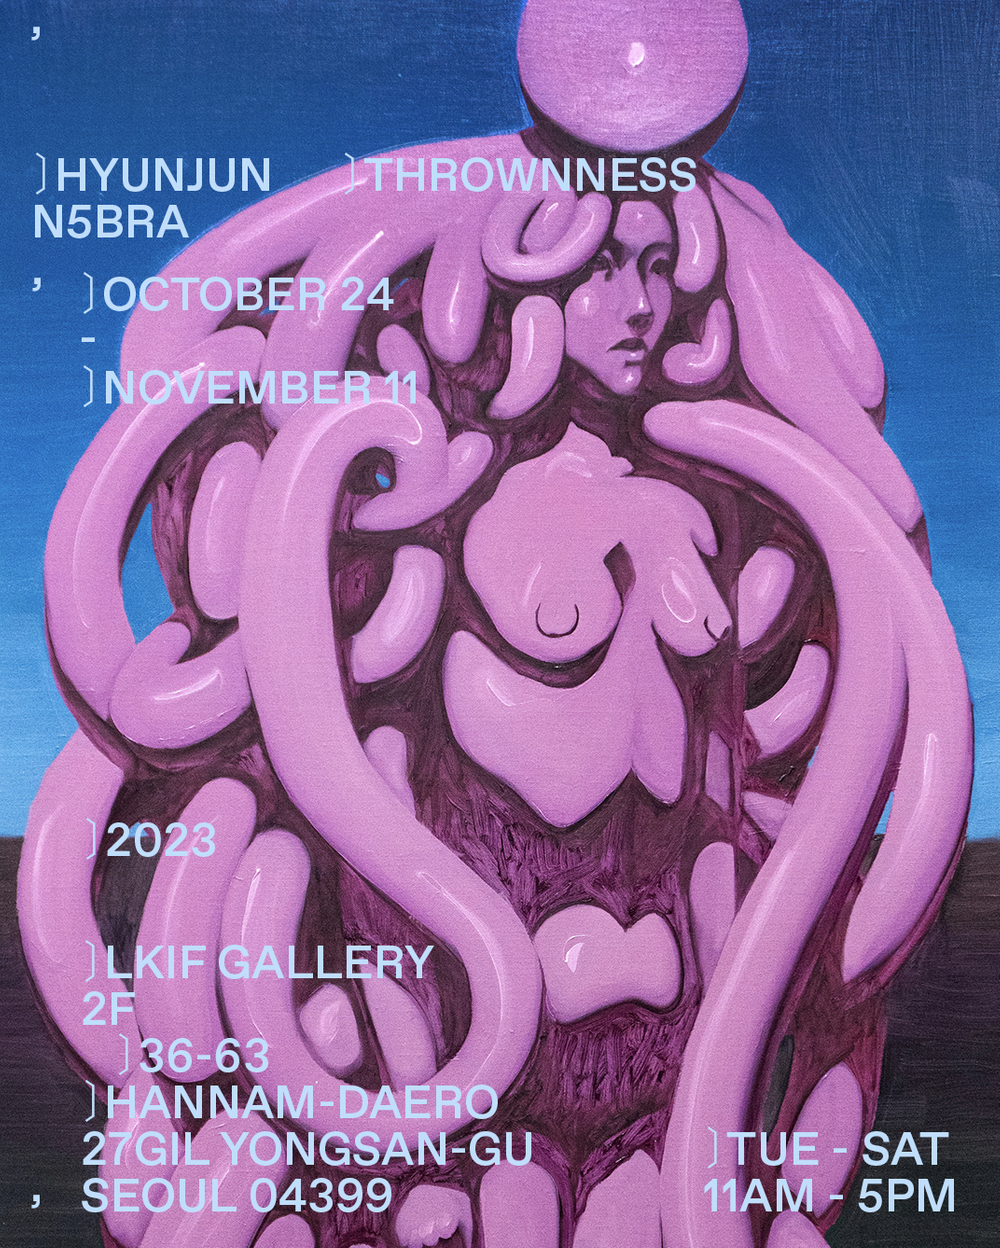 ,
〕HYUNJUN 〕THROWNNESS
N5BRA
, 〕OCTOBER 24
-
〕NOVEMBER 11
〕2023
〕LKIF GALLERY
2F
〕36-63
〕HANNAM-DAERO
27GIL YONGSAN-GU
, SEOUL 04399
〕TUE - SAT
11AM - 5PM